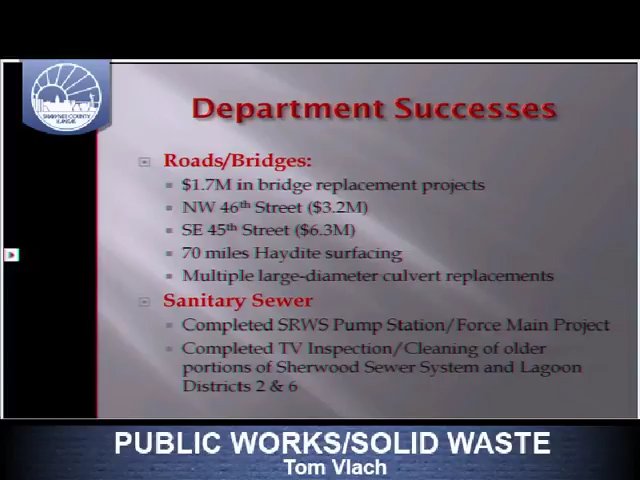 SHAWNEE COUNTY
KANSAS
Department Successes
Roads/Bridges:
$1.7M in bridge replacement projects
NW 46th Street ($3.2M)
SE 45th Street ($6.3M)
70 miles Haydite surfacing
Multiple large-diameter culvert replacements
Sanitary Sewer
Completed SRWS Pump Station/Force Main Project
Completed TV Inspection/Cleaning of older
portions of Sherwood Sewer System and Lagoon
Districts 2 & 6
PUBLIC WORKS/SOLID WASTE
Tom Vlach